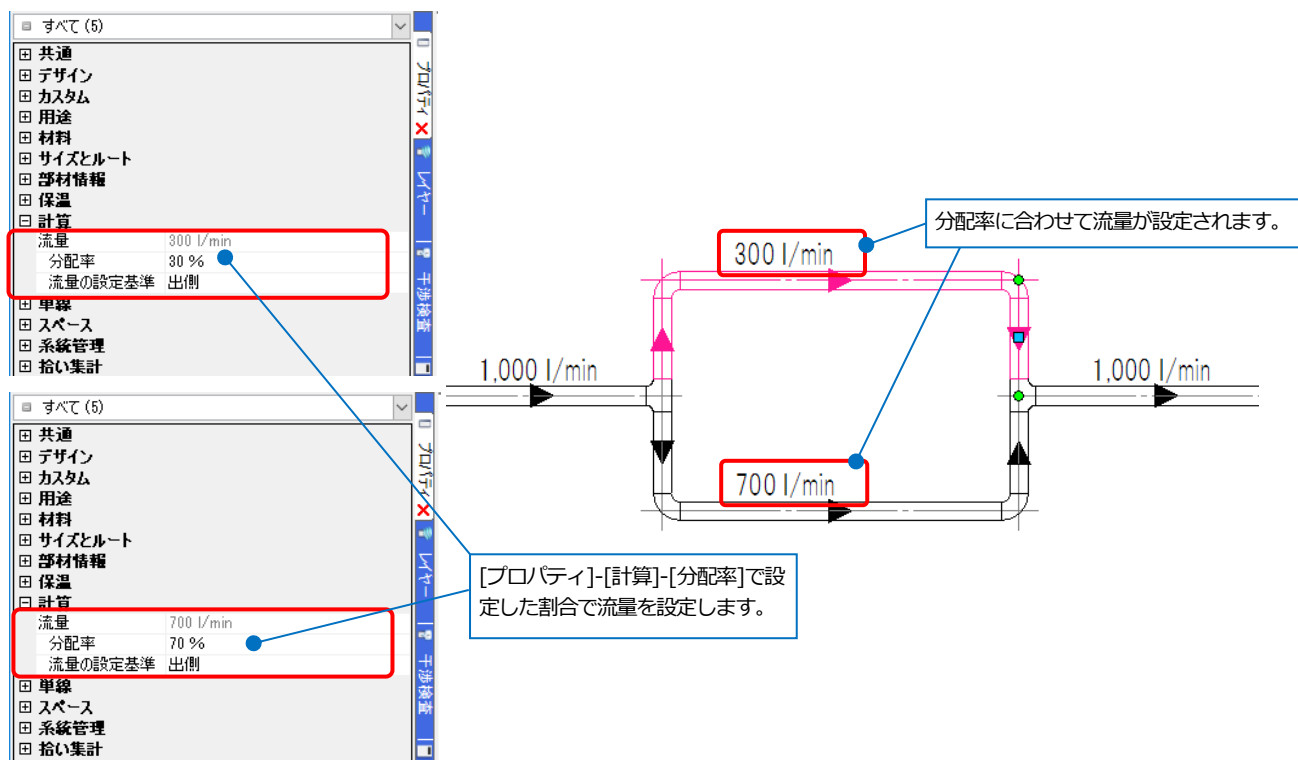 すべて (5)
共通
デザイン
カスタム
用途
材料
サイズとルート
部材情報
保温
計算
流量 300 l/min
分配率 30 %
流量の設定基準 出側
単線
スペース
系統管理
拾い集計
プロパティ
レイヤー
干渉検査
すべて (5)
共通
デザイン
カスタム
用途
材料
サイズとルート
部材情報
保温
計算
流量 700 l/min
分配率 70 %
流量の設定基準 出側
単線
スペース
系統管理
拾い集計
プロパティ
レイヤー
干渉検査
分配率に合わせて流量が設定されます。
300 l/min
1,000 l/min
1,000 l/min
700 l/min
[プロパティ]-[計算]-[分配率]で設
定した割合で流量を設定します。